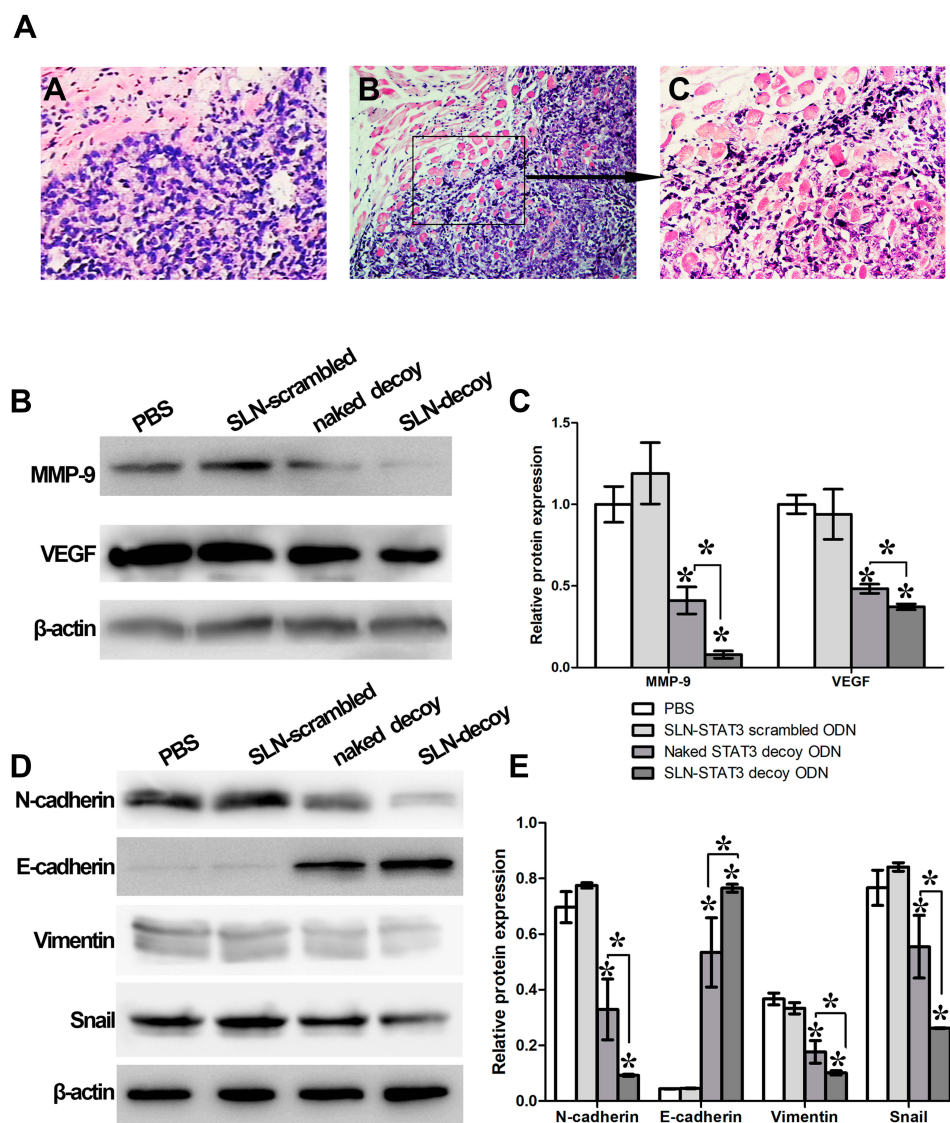 A
A
B
C
B
PBS
SLN-scrambled
naked decoy
SLN-decoy
MMP-9
VEGF
β-actin
C
Relative protein expression
1.5
1.0
0.5
0.0
*
*
*
*
*
*
MMP-9
VEGF
PBS
SLN-STAT3 scrambled ODN
Naked STAT3 decoy ODN
SLN-STAT3 decoy ODN
D
PBS
SLN-scrambled
naked decoy
SLN-decoy
N-cadherin
E-cadherin
Vimentin
Snail
β-actin
E
Relative protein expression
1.0
0.8
0.6
0.4
0.2
0.0
*
*
*
*
*
*
*
*
*
*
*
*
N-cadherin
E-cadherin
Vimentin
Snail